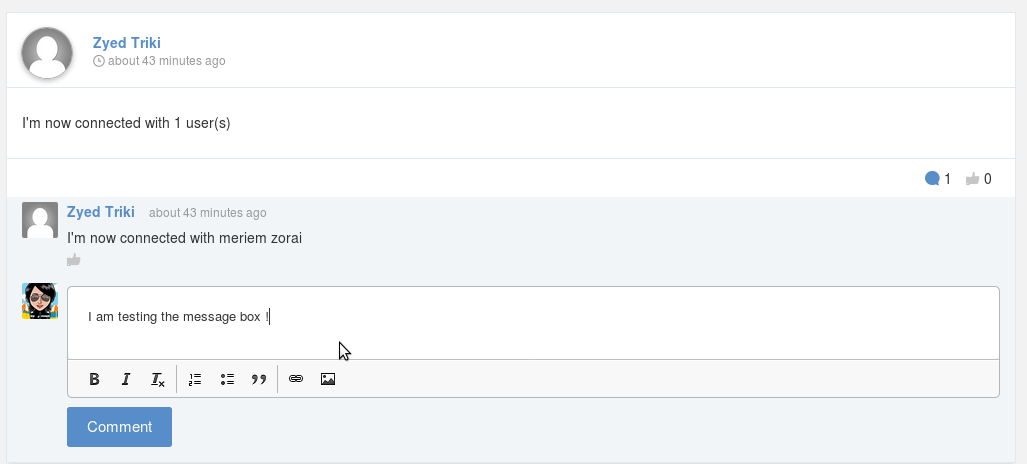 Zyed Triki
about 43 minutes ago
I'm now connected with 1 user(s)
1 0
Zyed Triki about 43 minutes ago
I'm now connected with meriem zorai
I am testing the message box !
B I Tx
Comment